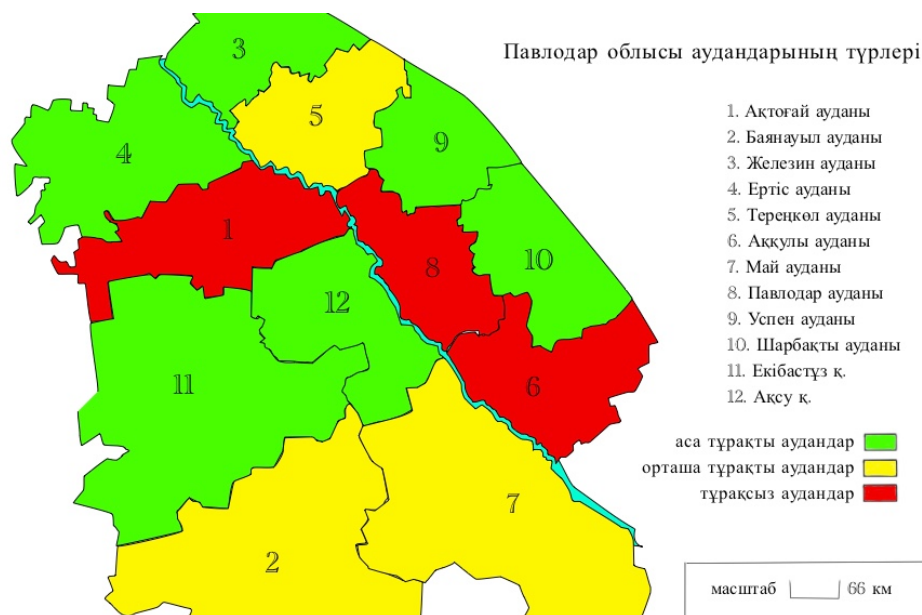 Павлодар облысы аудандарының түрлері
3
5
4
9
1
8
10
12
6
11
7
2
1. Ақтоғай ауданы
2. Баянауыл ауданы
3. Железин ауданы
4. Ертіс ауданы
5. Тереңкөл ауданы
6. Аққулы ауданы
7. Май ауданы
8. Павлодар ауданы
9. Успен ауданы
10. Шарбақты ауданы
11. Екібастұз қ.
12. Ақсу қ.
аса тұрақты аудандар
орташа тұрақты аудандар
тұрақсыз аудандар
масштаб 66 км